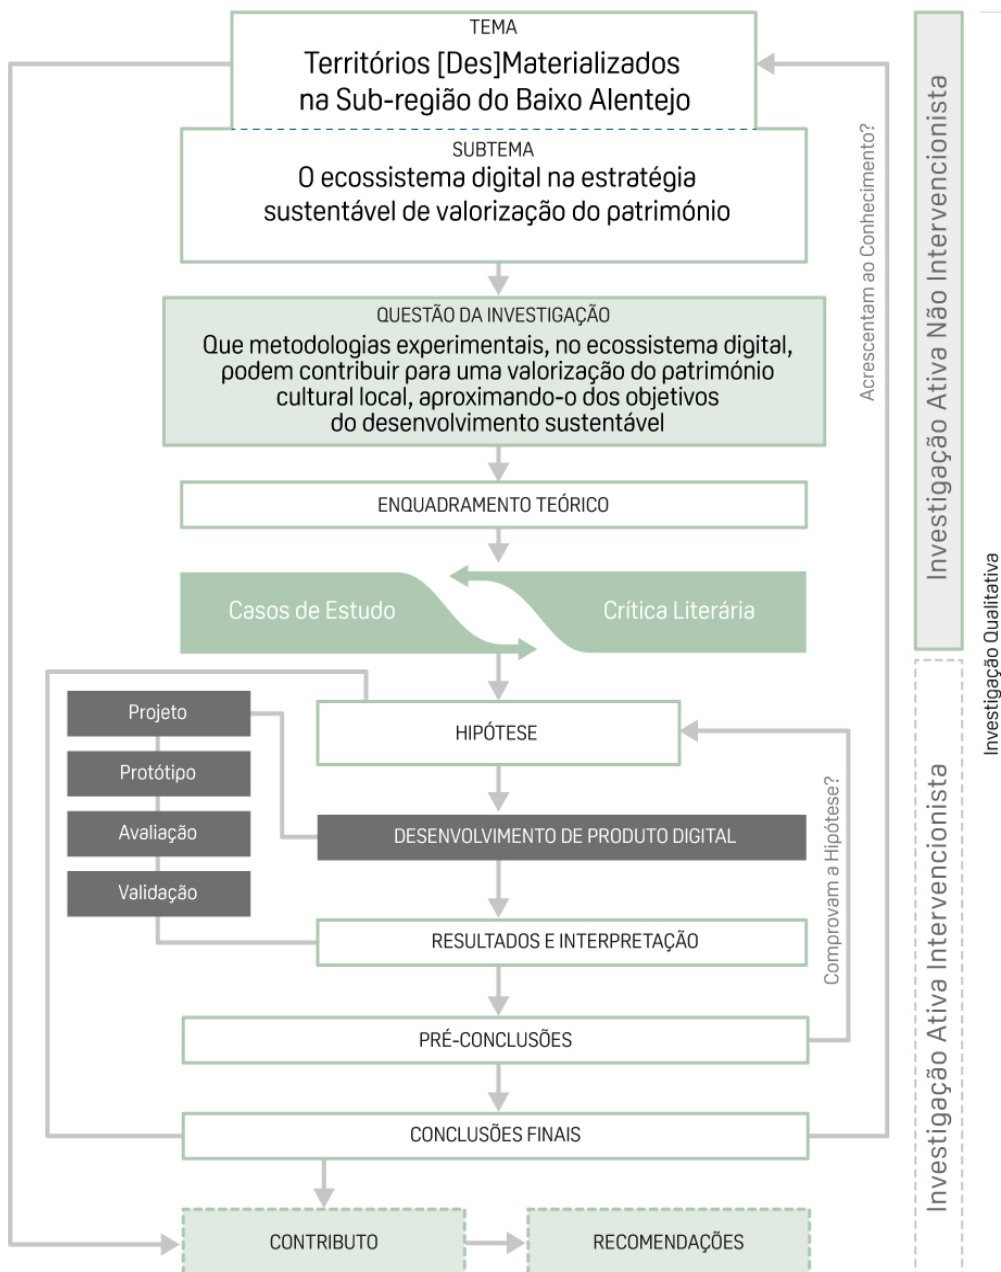 TEMA
Territórios [Des]Materializados
na Sub-região do Baixo Alentejo
SUBTEMA
O ecossistema digital na estratégia
sustentável de valorização do património
QUESTÃO DA INVESTIGAÇÃO
Que metodologias experimentais, no ecossistema digital,
podem contribuir para uma valorização do património
cultural local, aproximando-o dos objetivos
do desenvolvimento sustentável
ENQUADRAMENTO TEÓRICO
Casos de Estudo
Crítica Literária
HIPÓTESE
Projeto
Protótipo
Avaliação
Validação
DESENVOLVIMENTO DE PRODUTO DIGITAL
RESULTADOS E INTERPRETAÇÃO
PRÉ-CONCLUSÕES
CONCLUSÕES FINAIS
CONTRIBUTO
RECOMENDAÇÕES
Acrescentam ao Conhecimento?
Comprovam a Hipótese?
Investigação Ativa Não Intervencionista
Investigação Ativa Intervencionista
Investigação Qualitativa